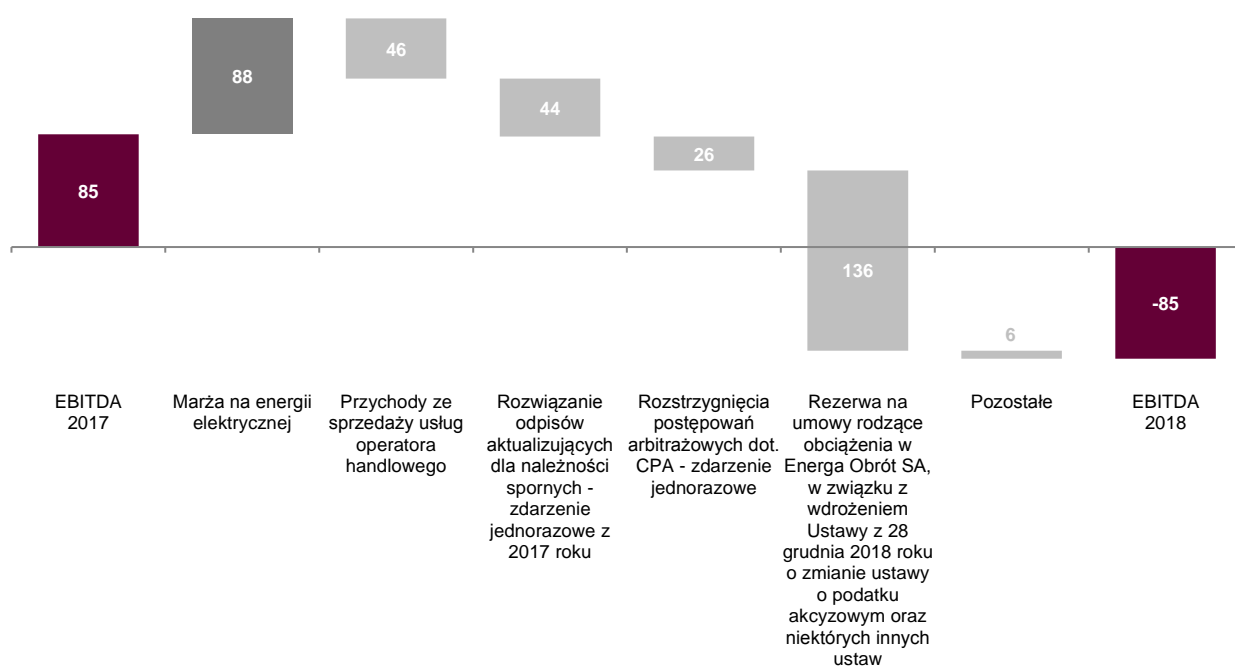 46
88
44
26
85
136
-85
6
EBITDA
2017
Marża na energii
elektrycznej
Przychody ze
sprzedaży usług
operatora
handlowego
Rozwiązanie
odpisów
aktualizujących
dla należności
spornych -
zdarzenie
jednorazowe z
2017 roku
Rozstrzygnięcia
postępowań
arbitrażowych dot.
CPA - zdarzenie
jednorazowe
Rezerwa na
umowy rodzące
obciążenia w
Energa Obrót SA,
w związku z
wdrożeniem
Ustawy z 28
grudnia 2018 roku
o zmianie ustawy
o podatku
akcyzowym oraz
niektórych innych
ustaw
Pozostałe
EBITDA
2018